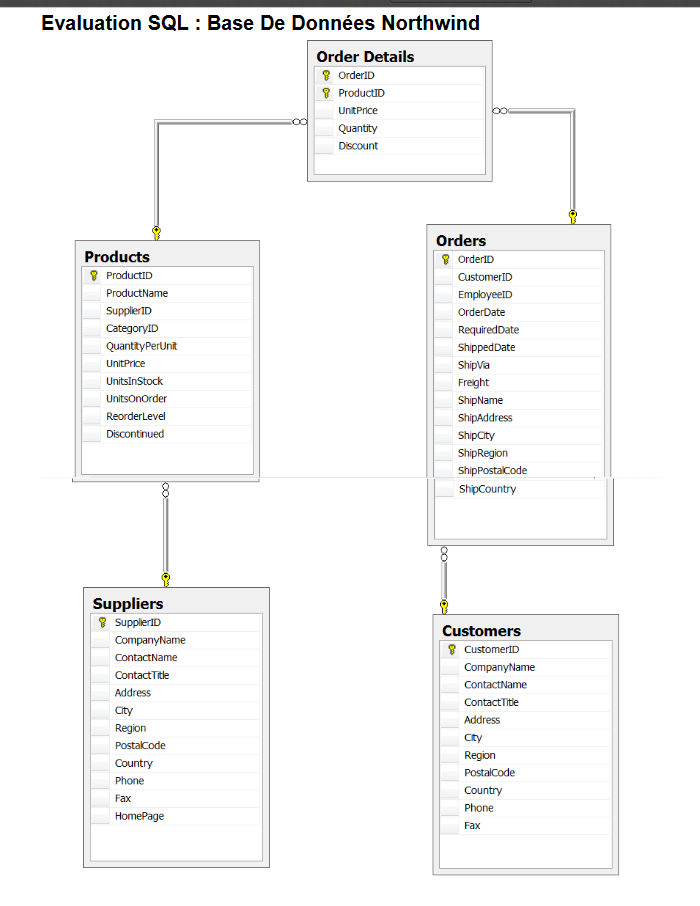 Evaluation SQL : Base De Données Northwind
Order Details
OrderID
ProductID
UnitPrice
Quantity
Discount
Products
ProductID
ProductName
SupplierID
CategoryID
QuantityPerUnit
UnitPrice
UnitsInStock
UnitsOnOrder
ReorderLevel
Discontinued
Orders
OrderID
CustomerID
EmployeeID
OrderDate
RequiredDate
ShippedDate
ShipVia
Freight
ShipName
ShipAddress
ShipCity
ShipRegion
ShipPostalCode
ShipCountry
Suppliers
SupplierID
CompanyName
ContactName
ContactTitle
Address
City
Region
PostalCode
Country
Phone
Fax
HomePage
Customers
CustomerID
CompanyName
ContactName
ContactTitle
Address
City
Region
PostalCode
Country
Phone
Fax